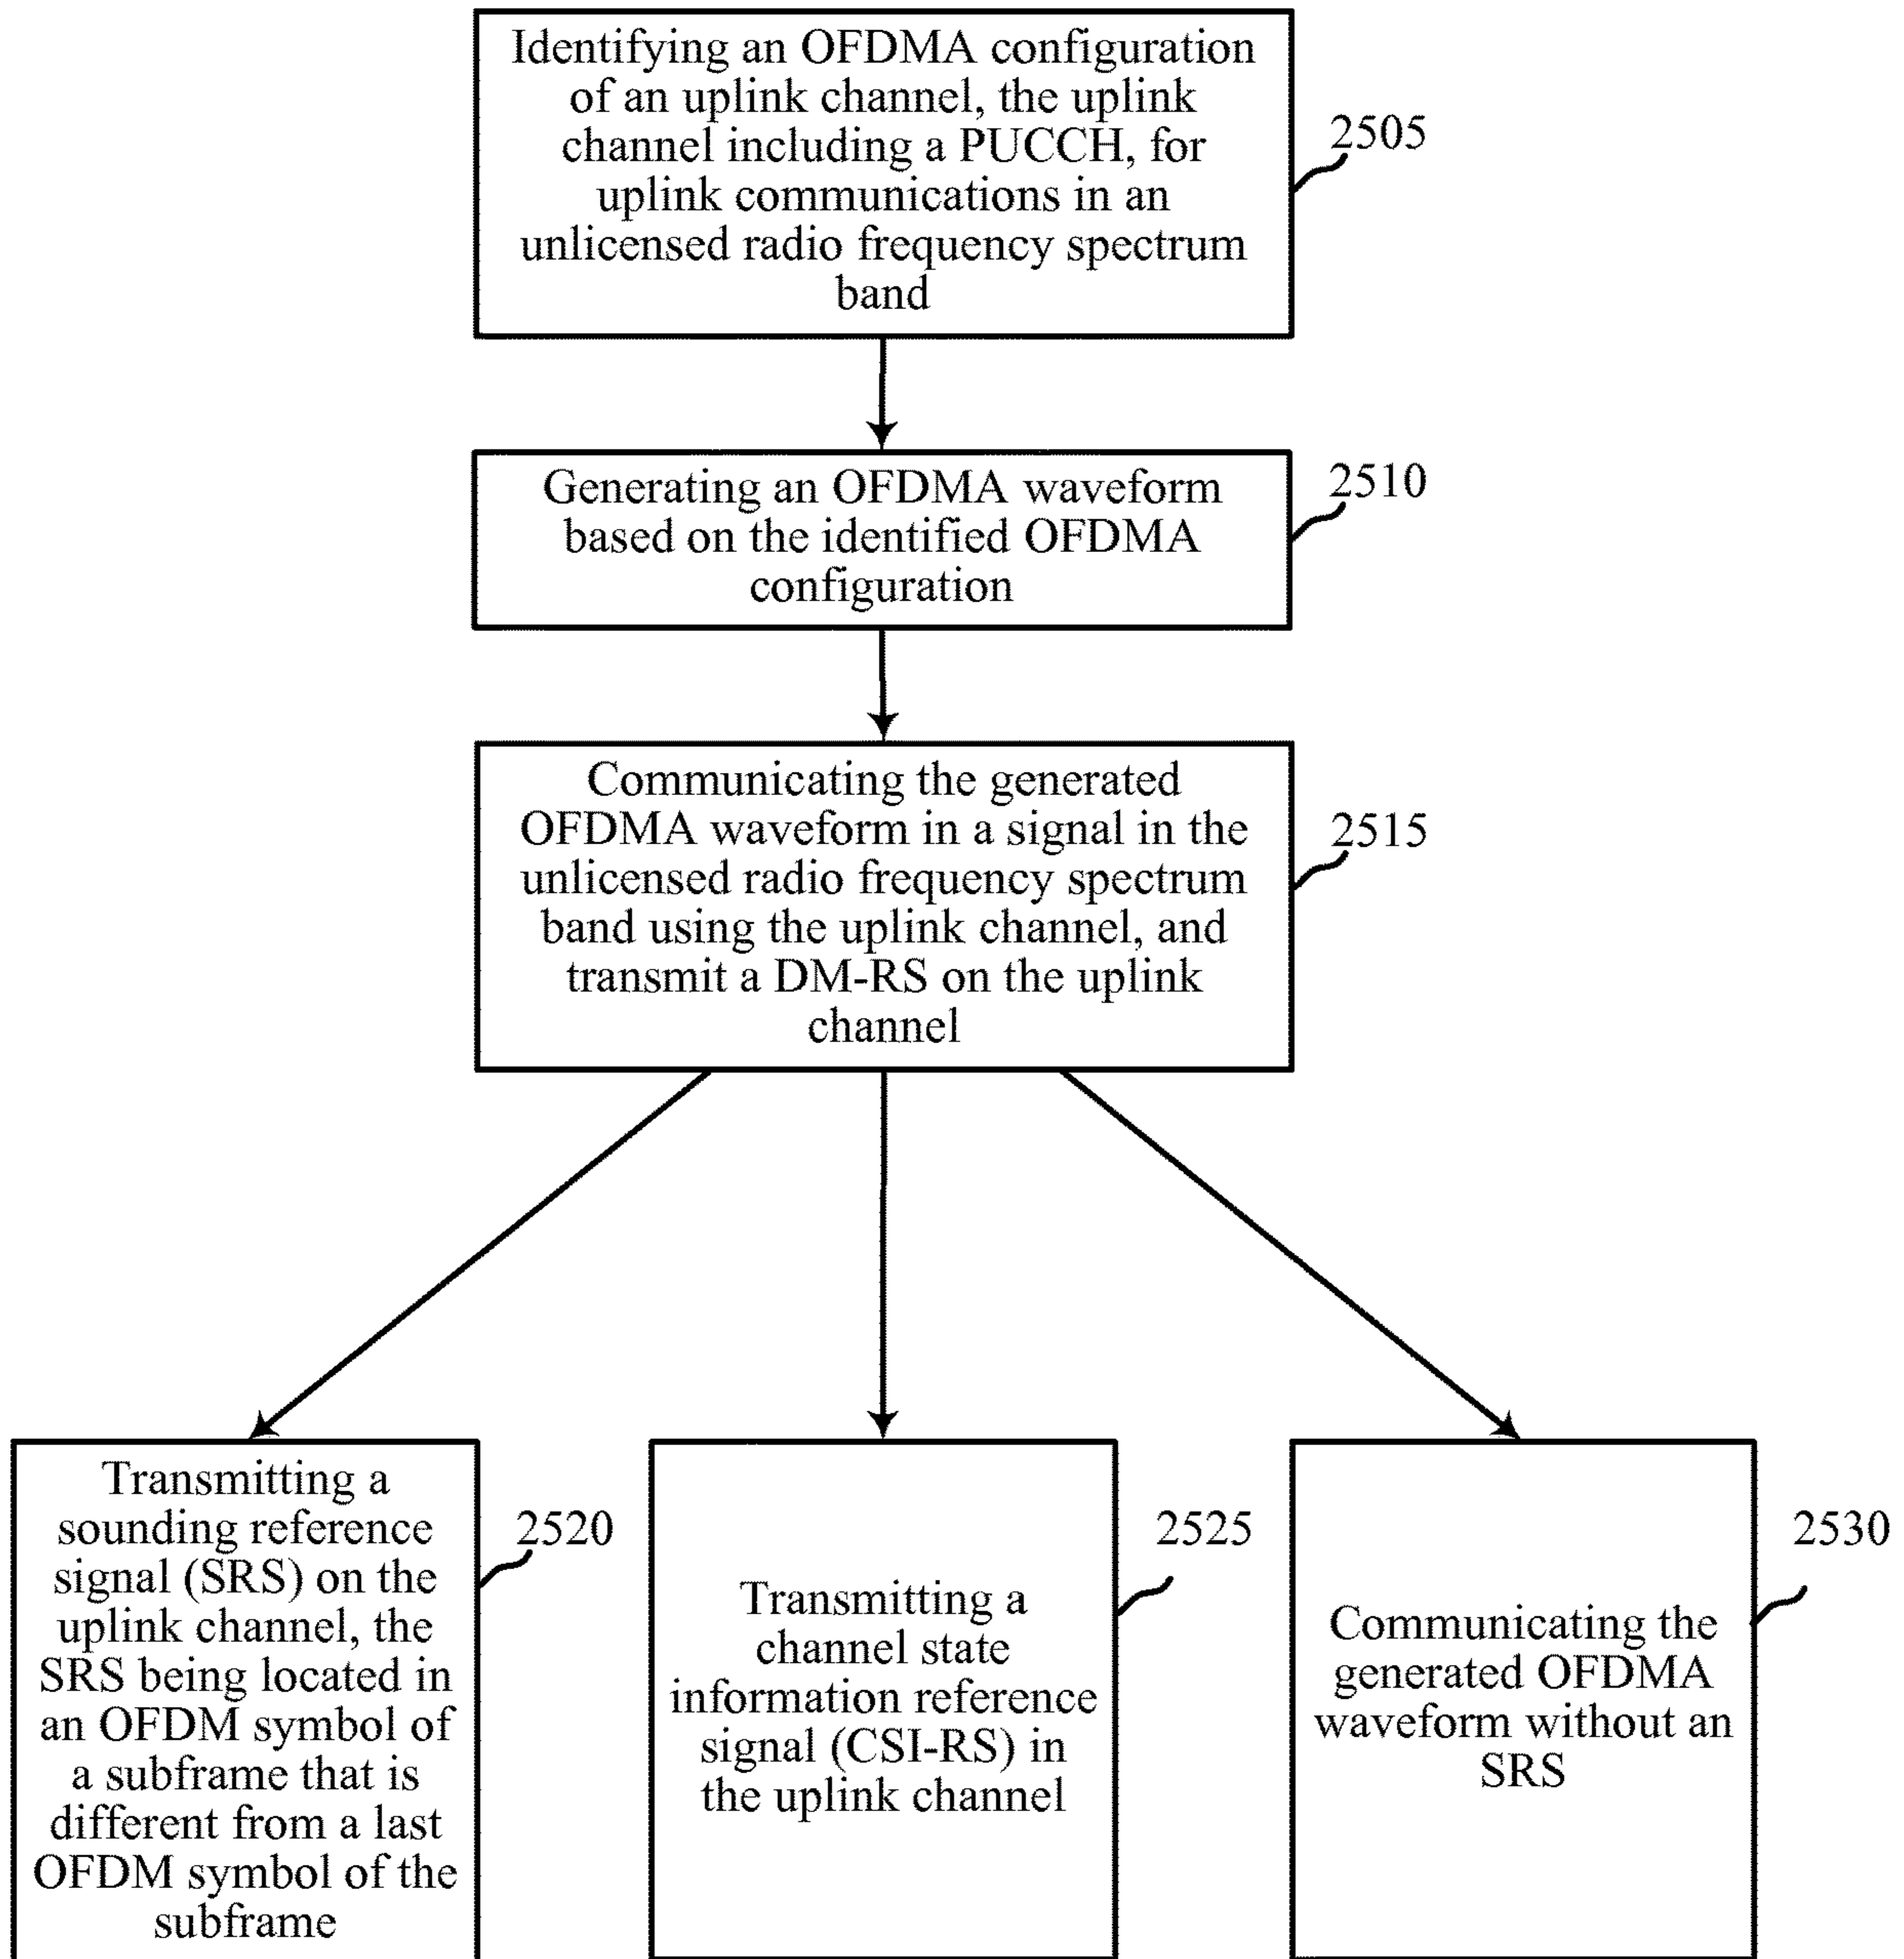 Identifying an OFDMA configuration
of an uplink channel, the uplink
channel including a PUCCH, for
uplink communications in an
unlicensed radio frequency spectrum
band
2505
Generating an OFDMA waveform
based on the identified OFDMA
configuration
2510
Communicating the generated
OFDMA waveform in a signal in the
unlicensed radio frequency spectrum
band using the uplink channel, and
transmit a DM-RS on the uplink
channel
2515
Transmitting a
sounding reference
signal (SRS) on the
uplink channel, the
SRS being located in
an OFDM symbol of
a subframe that is
different from a last
OFDM symbol of the
subframe
2520
Transmitting a
channel state
information reference
signal (CSI-RS) in
the uplink channel
2525
Communicating the
generated OFDMA
waveform without an
SRS
2530